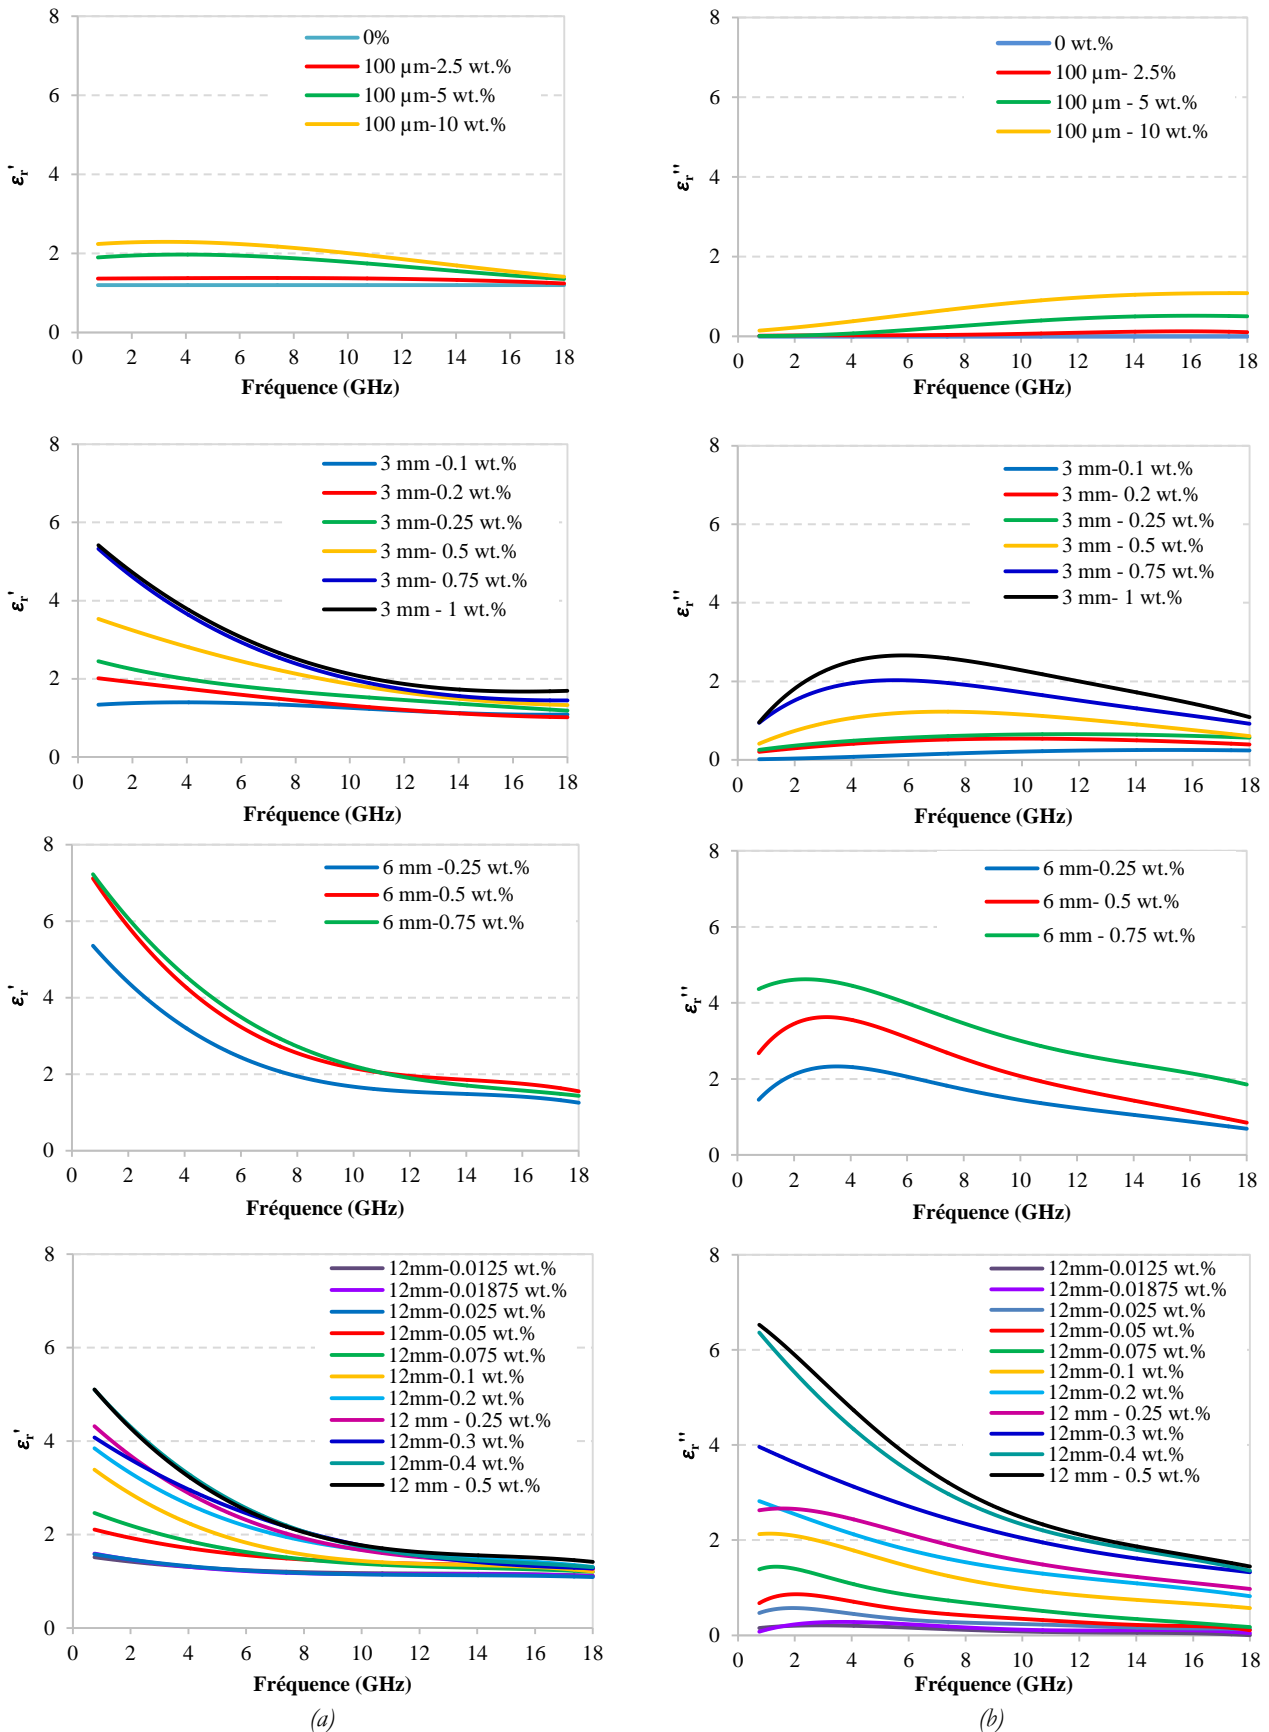 8
6
4
2
0
εr'
0%
100 µm-2.5 wt.%
100 µm-5 wt.%
100 µm-10 wt.%
0 2 4 6 8 10 12 14 16 18
Fréquence (GHz)
8
6
4
2
0
εr''
0 wt.%
100 µm- 2.5%
100 µm - 5 wt.%
100 µm - 10 wt.%
0 2 4 6 8 10 12 14 16 18
Fréquence (GHz)
8
6
4
2
0
εr'
3 mm -0.1 wt.%
3 mm-0.2 wt.%
3 mm-0.25 wt.%
3 mm- 0.5 wt.%
3 mm- 0.75 wt.%
3 mm - 1 wt.%
0 2 4 6 8 10 12 14 16 18
Fréquence (GHz)
8
6
4
2
0
εr''
3 mm-0.1 wt.%
3 mm- 0.2 wt.%
3 mm - 0.25 wt.%
3 mm - 0.5 wt.%
3 mm - 0.75 wt.%
3 mm- 1 wt.%
0 2 4 6 8 10 12 14 16 18
Fréquence (GHz)
8
6
4
2
0
εr'
6 mm -0.25 wt.%
6 mm-0.5 wt.%
6 mm-0.75 wt.%
0 2 4 6 8 10 12 14 16 18
Fréquence (GHz)
8
6
4
2
0
εr''
6 mm-0.25 wt.%
6 mm- 0.5 wt.%
6 mm - 0.75 wt.%
0 2 4 6 8 10 12 14 16 18
Fréquence (GHz)
8
6
4
2
0
εr'
12mm-0.0125 wt.%
12mm-0.01875 wt.%
12mm-0.025 wt.%
12mm-0.05 wt.%
12mm-0.075 wt.%
12mm-0.1 wt.%
12mm-0.2 wt.%
12 mm - 0.25 wt.%
12mm-0.3 wt.%
12mm-0.4 wt.%
12 mm - 0.5 wt.%
0 2 4 6 8 10 12 14 16 18
Fréquence (GHz)
(a)
8
6
4
2
0
εr''
12mm-0.0125 wt.%
12mm-0.01875 wt.%
12mm-0.025 wt.%
12mm-0.05 wt.%
12mm-0.075 wt.%
12mm-0.1 wt.%
12mm-0.2 wt.%
12 mm - 0.25 wt.%
12mm-0.3 wt.%
12mm-0.4 wt.%
12 mm - 0.5 wt.%
0 2 4 6 8 10 12 14 16 18
Fréquence (GHz)
(b)